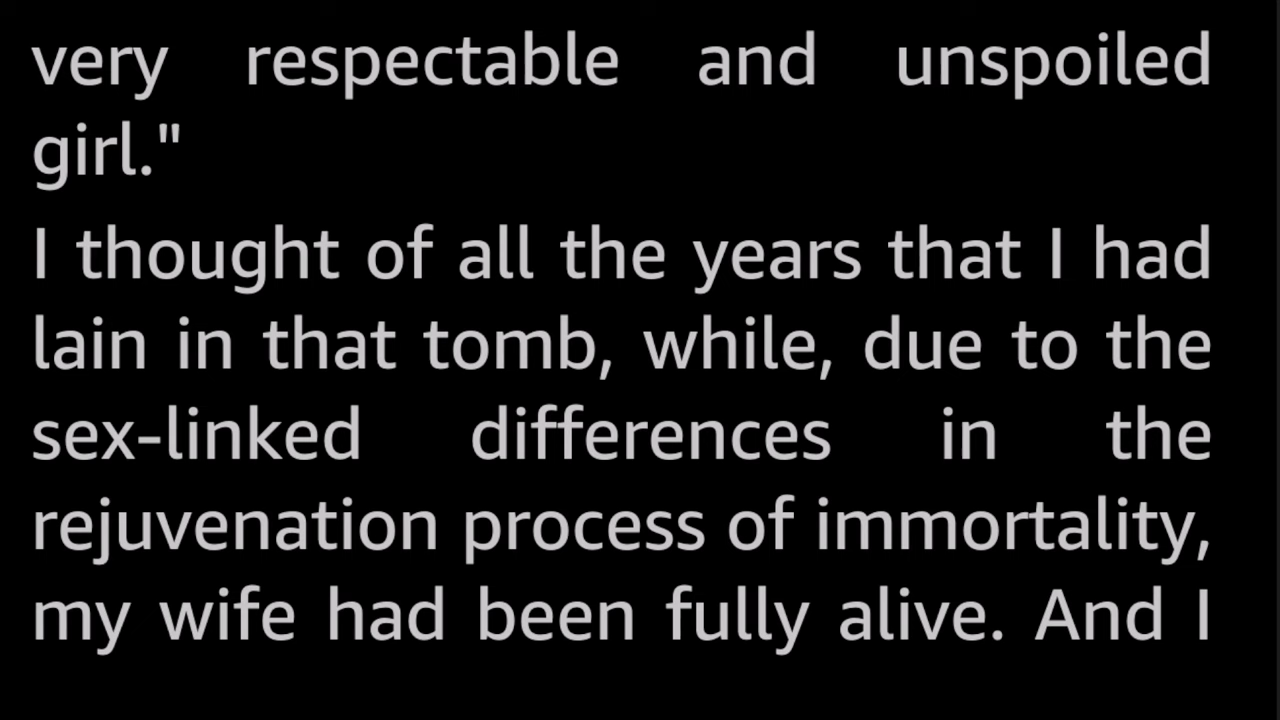 very respectable and unspoiled
girl."
I thought of all the years that I had
lain in that tomb, while, due to the
sex-linked differences in the
rejuvenation process of immortality,
my wife had been fully alive. And I